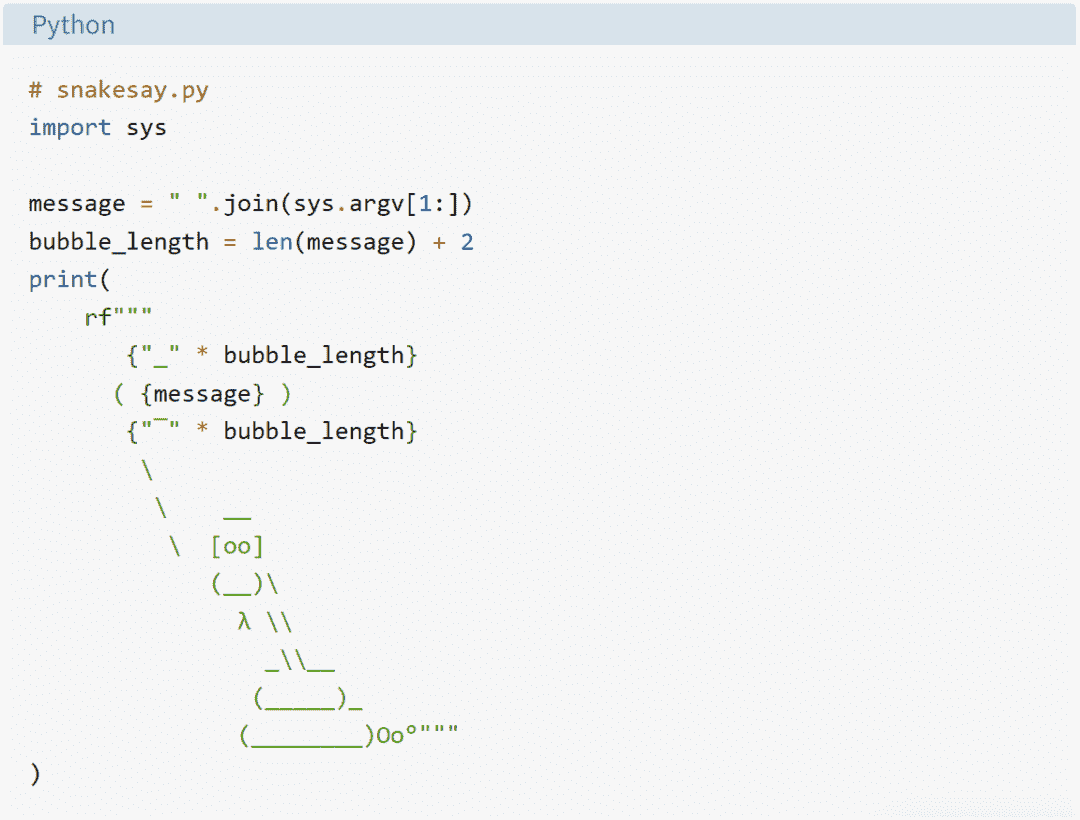 Python
# snakesay.py
import sys

message = " ".join(sys.argv[1:])
bubble_length = len(message) + 2
print(
    rf"""
       {"_" * bubble_length}
      ( {message} )
       {"‾" * bubble_length}
        \
         \    __
          \  [oo]
             (__)\
               λ \\
                 _\\__
                (_____)_
               (________)Oo°"""
)